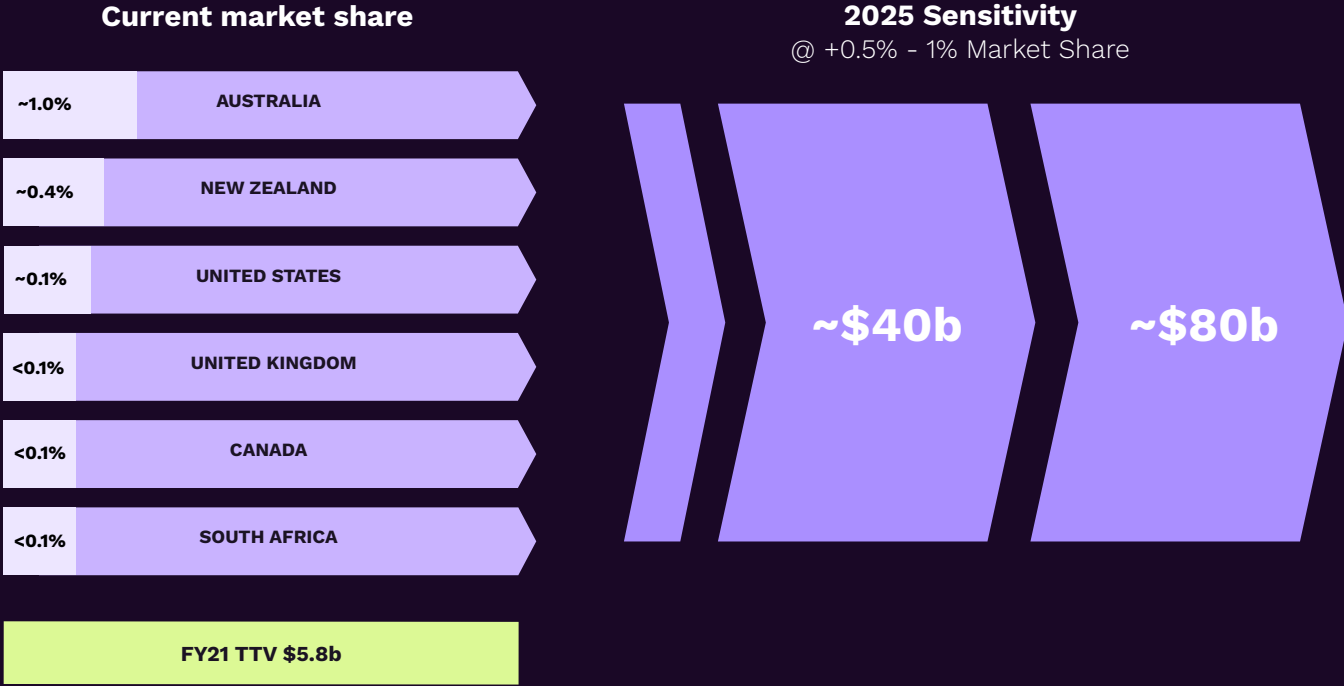 Current market share
~1.0%
AUSTRALIA
~0.4%
NEW ZEALAND
~0.1%
UNITED STATES
<0.1%
UNITED KINGDOM
<0.1%
CANADA
<0.1%
SOUTH AFRICA
FY21 TTV $5.8b
2025 Sensitivity
@ +0.5% - 1% Market Share
~$40b
~$80b